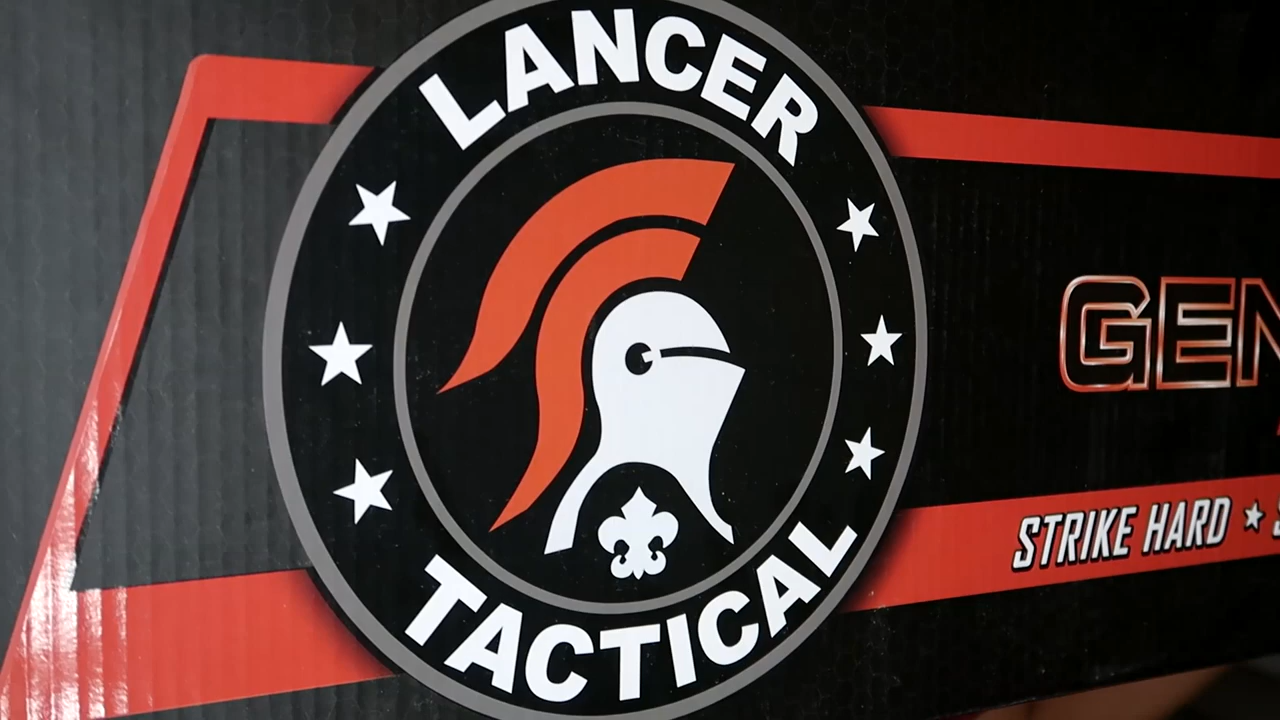 LANCER
TACTICAL
GEN
STRIKE HARD ★